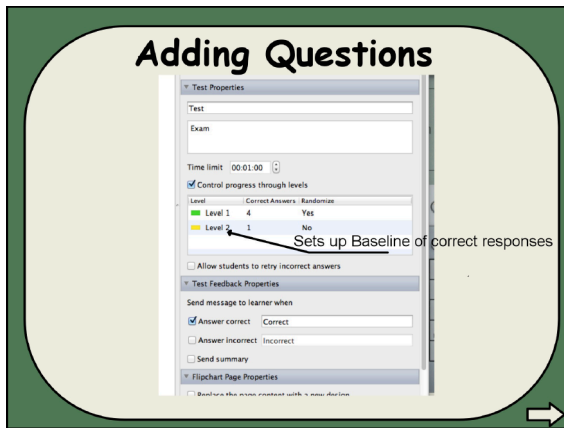 Adding Questions
Test Properties
Test
Exam
Time limit 00:01:00
Control progress through levels
Level Correct Answers Randomize
Level 1 4 Yes
Level 2 1 No
Sets up Baseline of correct responses
Allow students to retry incorrect answers
Test Feedback Properties
Send message to learner when
Answer correct Correct
Answer incorrect Incorrect
Send summary
Flipchart Page Properties
Replace the page content with a new design